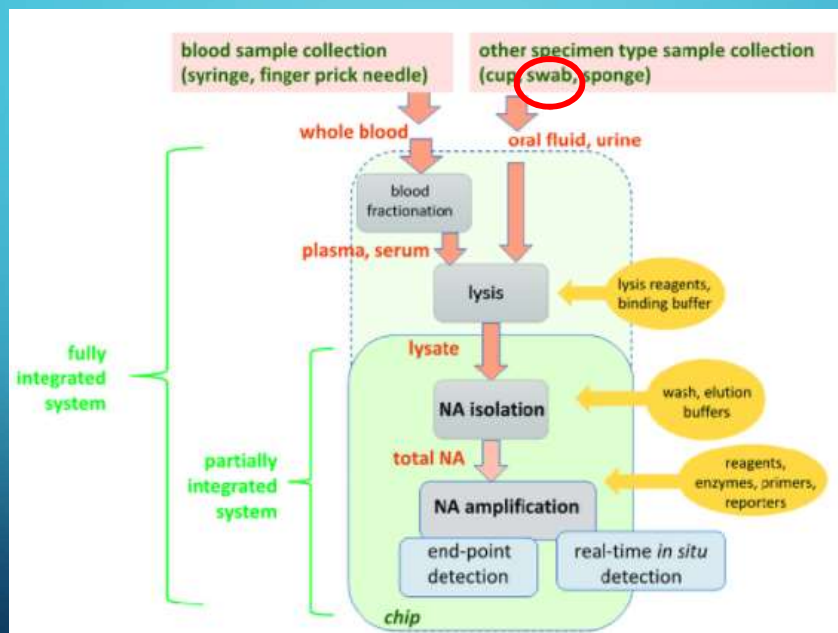 blood sample collection
(syringe, finger prick needle)
other specimen type sample collection
(cup, swab, sponge)
whole blood
oral fluid, urine
blood
fractionation
plasma, serum
lysis
lysis reagents,
binding buffer
lysate
fully
integrated
system
NA isolation
wash, elution
buffers
total NA
partially
integrated
system
reagents,
enzymes, primers,
reporters
NA amplification
end-point
detection
real-time in situ
detection
chip